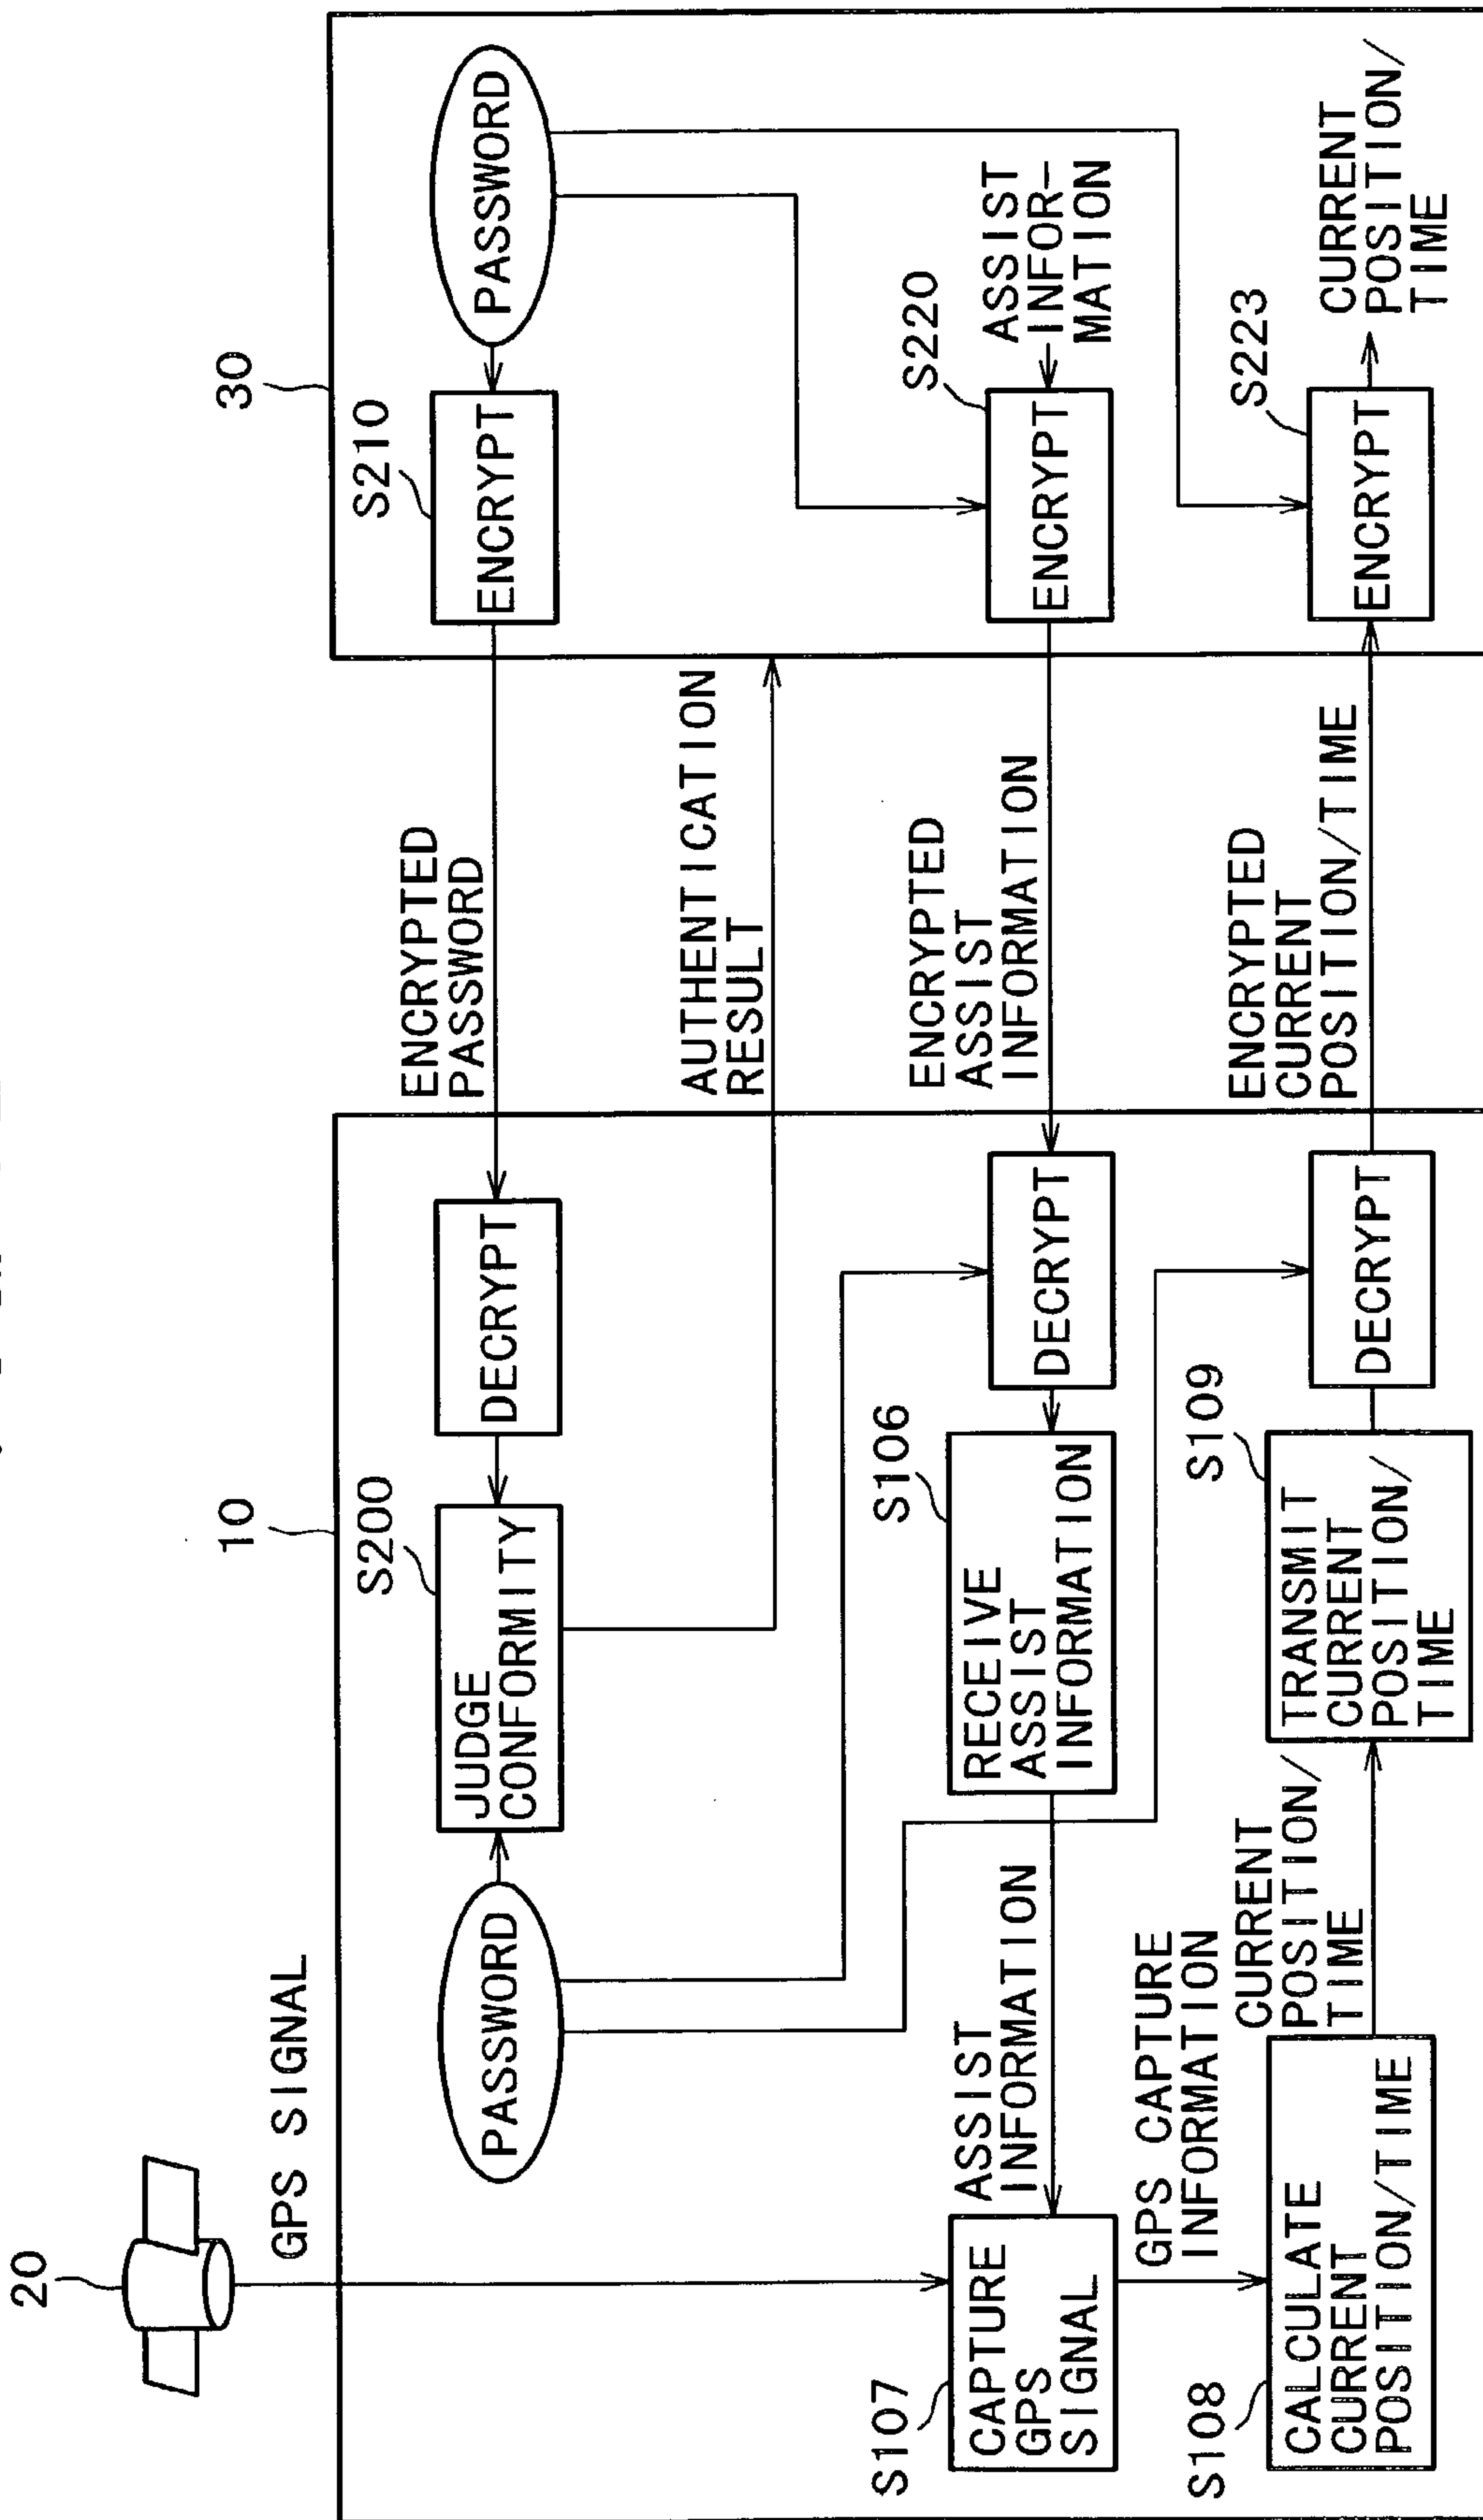 20
GPS SIGNAL
10
30
PASSWORD
S200
JUDGE
CONFORMITY
DECRYPT
ENCRYPTED
PASSWORD
S210
ENCRYPT
PASSWORD
AUTHENTICATION
RESULT
S107
CAPTURE
GPS
SIGNAL
ASSIST
INFORMATION
S106
RECEIVE
ASSIST
INFORMATION
DECRYPT
ENCRYPTED
ASSIST
INFORMATION
S220
ENCRYPT
ASSIST
INFOR-
MATION
GPS CAPTURE
INFORMATION
S108
CALCULATE
CURRENT
POSITION/TIME
CURRENT
POSITION/
TIME
S109
TRANSMIT
CURRENT
POSITION/
TIME
DECRYPT
ENCRYPTED
CURRENT
POSITION/TIME
S223
ENCRYPT
CURRENT
POSITION/
TIME